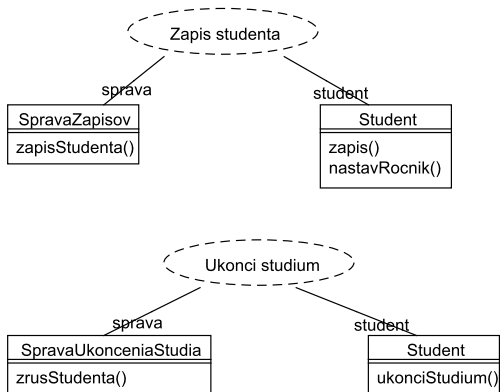 Zapis studenta
sprava
student
SpravaZapisov
Student
zapisStudenta()
zapis()
nastavRocnik()
Ukonci studium
sprava
student
SpravaUkonceniaStudia
Student
zrusStudenta()
ukonciStudium()